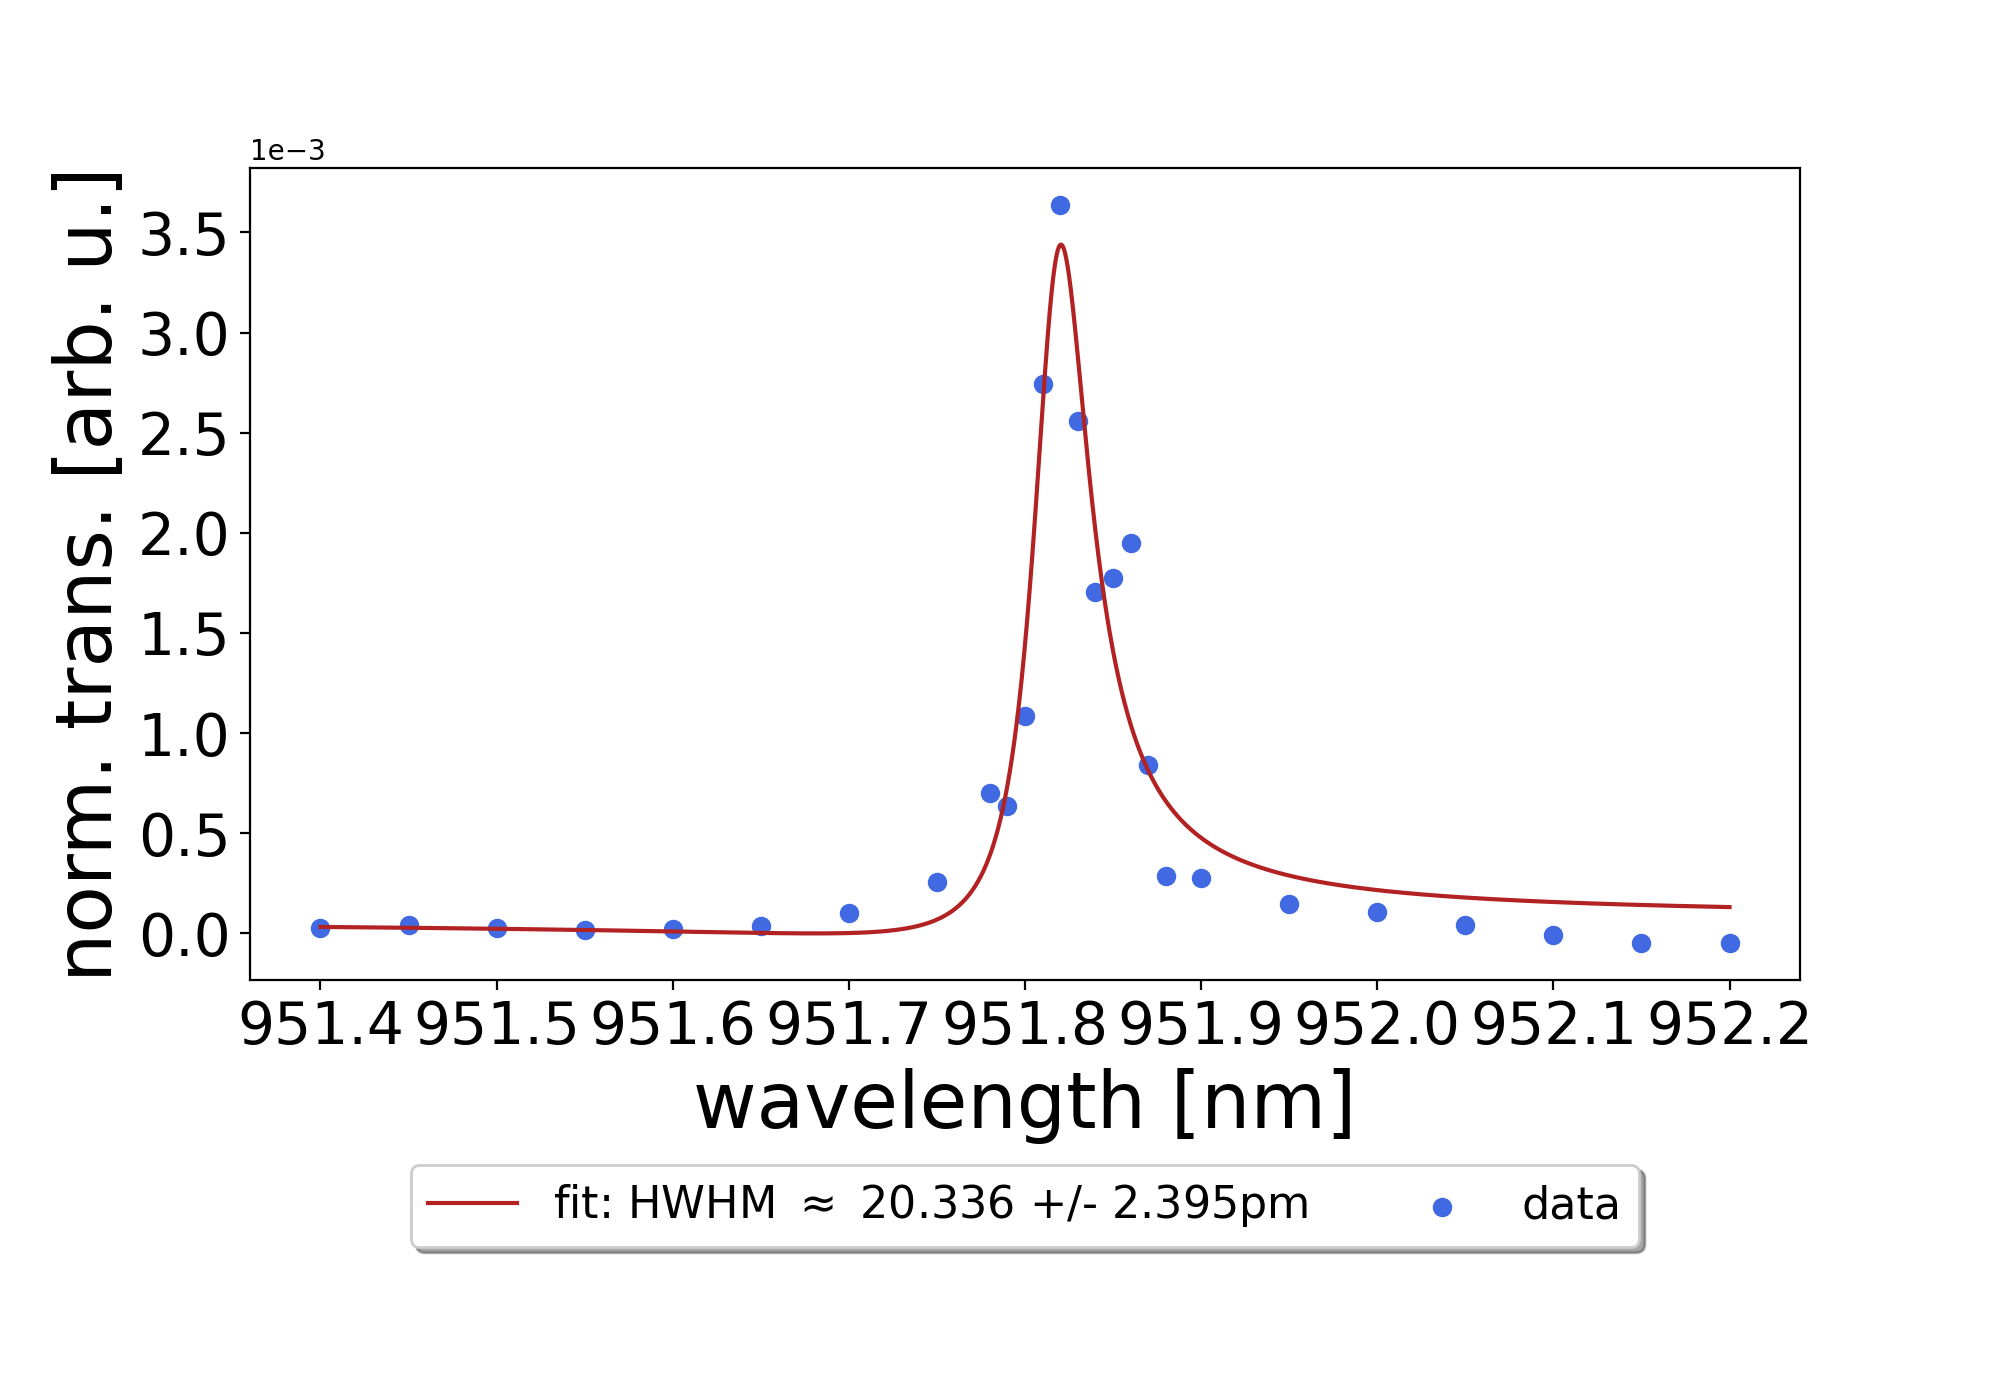 1e−3
norm. trans. [arb. u.]
3.5
3.0
2.5
2.0
1.5
1.0
0.5
0.0
951.4 951.5 951.6 951.7 951.8 951.9 952.0 952.1 952.2
wavelength [nm]
fit: HWHM ≈ 20.336 +/- 2.395pm data